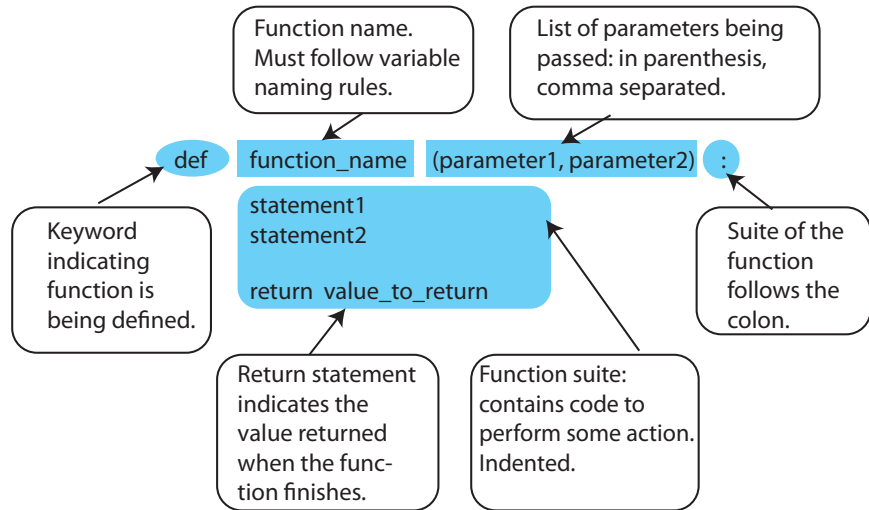 Function name.
Must follow variable
naming rules.
List of parameters being
passed: in parenthesis,
comma separated.
def function_name (parameter1, parameter2) :
statement1
statement2
return value_to_return
Keyword
indicating
function is
being defined.
Suite of the
function
follows the
colon.
Return statement
indicates the
value returned
when the func-
tion finishes.
Function suite:
contains code to
perform some action.
Indented.